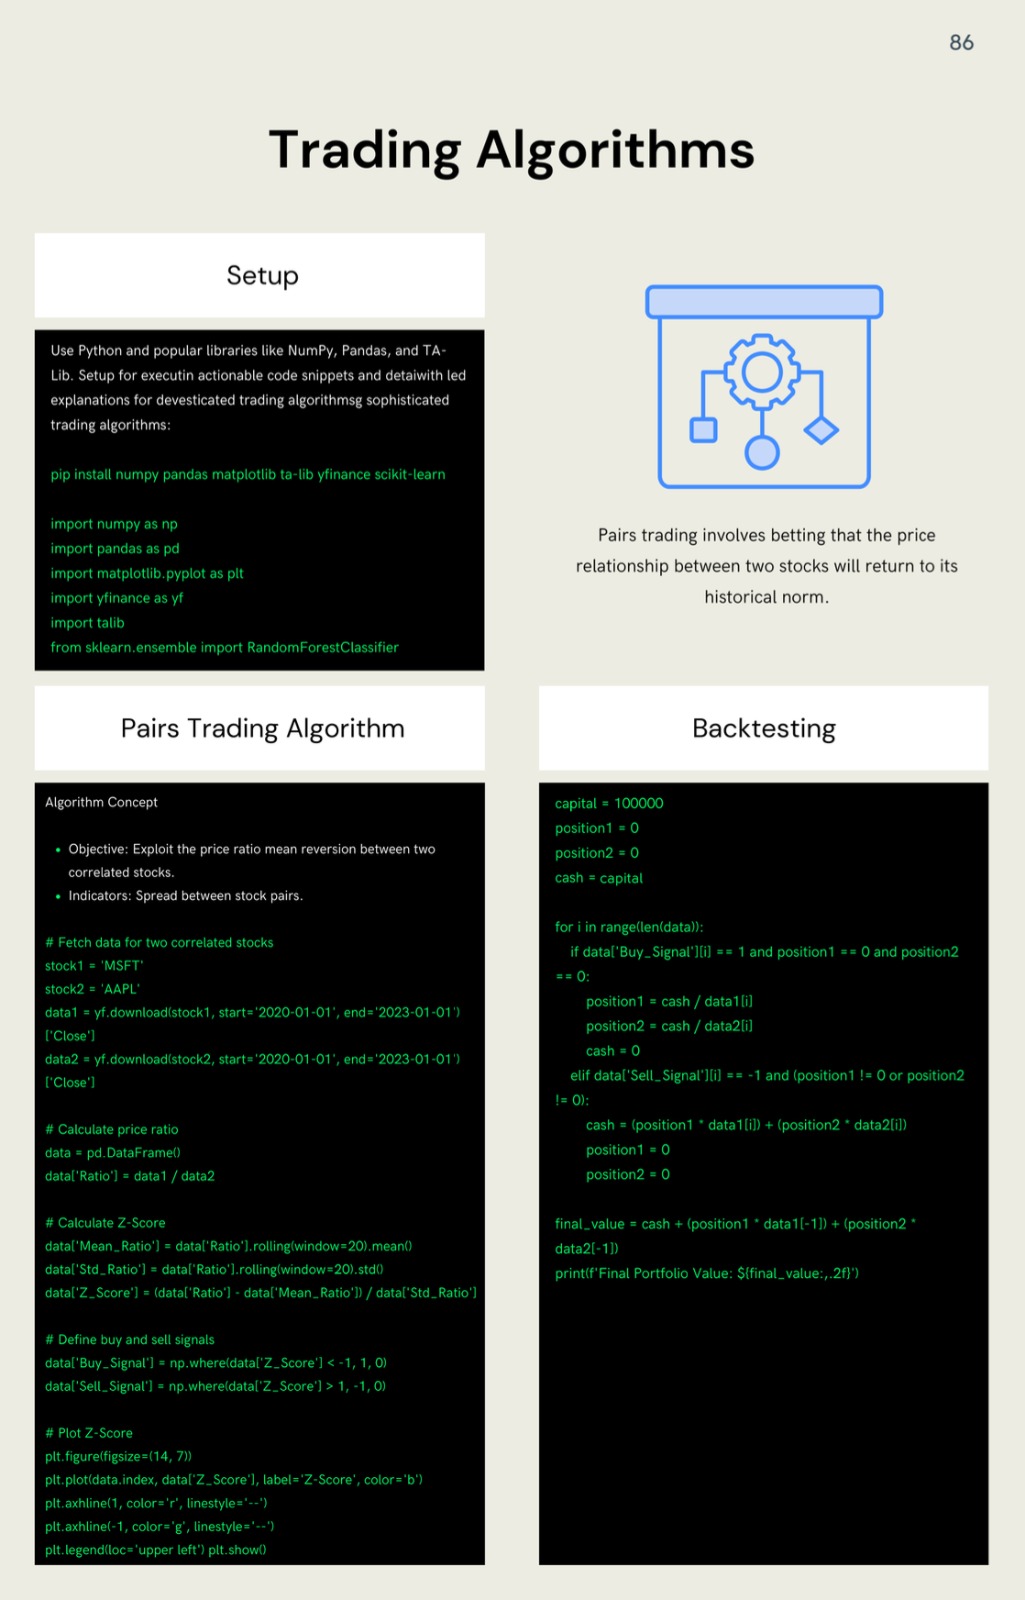 86
Trading Algorithms
Setup
Use Python and popular libraries like NumPy, Pandas, and TA-
Lib. Setup for executin actionable code snippets and detaiwith led
explanations for devesticated trading algorithmsg sophisticated
trading algorithms:
pip install numpy pandas matplotlib ta-lib yfinance scikit-learn
import numpy as np
import pandas as pd
import matplotlib.pyplot as plt
import yfinance as yf
import talib
from sklearn.ensemble import RandomForestClassifier
Pairs trading involves betting that the price
relationship between two stocks will return to its
historical norm.
Pairs Trading Algorithm
Algorithm Concept
• Objective: Exploit the price ratio mean reversion between two
correlated stocks.
• Indicators: Spread between stock pairs.
# Fetch data for two correlated stocks
stock1 = 'MSFT'
stock2 = 'AAPL'
data1 = yf.download(stock1, start='2020-01-01', end='2023-01-01')
['Close']
data2 = yf.download(stock2, start='2020-01-01', end='2023-01-01')
['Close']
# Calculate price ratio
data = pd.DataFrame()
data['Ratio'] = data1 / data2
# Calculate Z-Score
data['Mean_Ratio'] = data['Ratio'].rolling(window=20).mean()
data['Std_Ratio'] = data['Ratio'].rolling(window=20).std()
data['Z_Score'] = (data['Ratio'] - data['Mean_Ratio']) / data['Std_Ratio']
# Define buy and sell signals
data['Buy_Signal'] = np.where(data['Z_Score'] < -1, 1, 0)
data['Sell_Signal'] = np.where(data['Z_Score'] > 1, -1, 0)
# Plot Z-Score
plt.figure(figsize=(14, 7))
plt.plot(data.index, data['Z_Score'], label='Z-Score', color='b')
plt.axhline(1, color='r', linestyle='--')
plt.axhline(-1, color='g', linestyle='--')
plt.legend(loc='upper left') plt.show()
Backtesting
capital = 100000
position1 = 0
position2 = 0
cash = capital
for i in range(len(data)):
if data['Buy_Signal'][i] == 1 and position1 == 0 and position2
== 0:
position1 = cash / data1[i]
position2 = cash / data2[i]
cash = 0
elif data['Sell_Signal'][i] == -1 and (position1 != 0 or position2
!= 0):
cash = (position1 * data1[i]) + (position2 * data2[i])
position1 = 0
position2 = 0
final_value = cash + (position1 * data1[-1]) + (position2 *
data2[-1])
print(f'Final Portfolio Value: ${final_value:,.2f}')